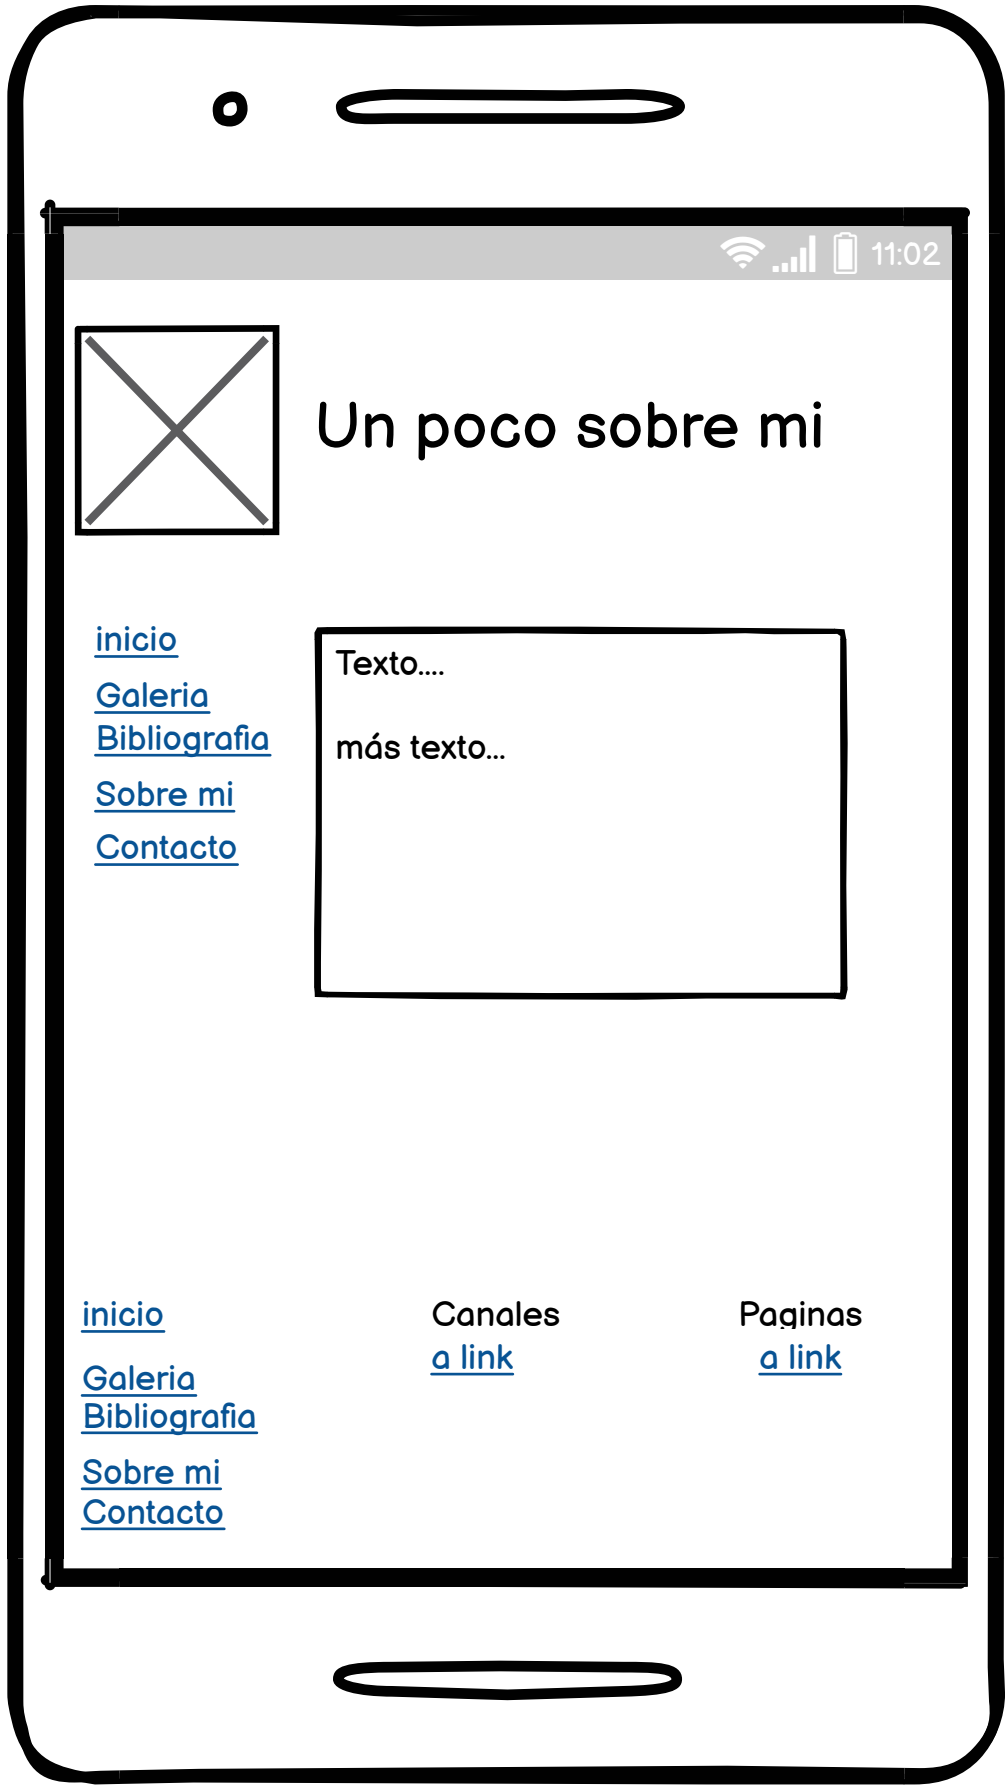 11:02
Un poco sobre mi
inicio
Galeria
Bibliografia
Sobre mi
Contacto
Texto....
más texto...
inicio
Galeria
Bibliografia
Sobre mi
Contacto
Canales
a link
Paginas
a link